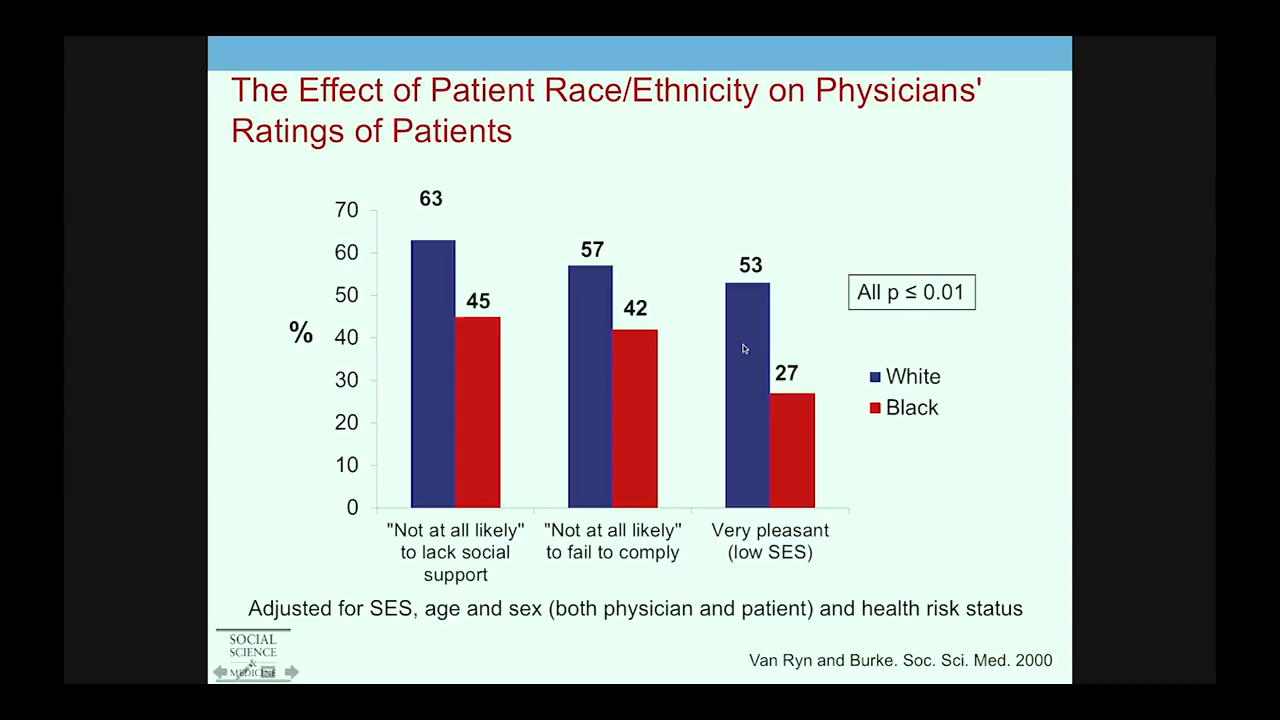 The Effect of Patient Race/Ethnicity on Physicians'
Ratings of Patients
63
70
60
50
40
30
20
10
0
%
45
57
42
53
27
All p ≤ 0.01
White
Black
"Not at all likely"
to lack social
support
"Not at all likely"
to fail to comply
Very pleasant
(low SES)
Adjusted for SES, age and sex (both physician and patient) and health risk status
SOCIAL
SCIENCE
&
MEDICINE
Van Ryn and Burke. Soc. Sci. Med. 2000